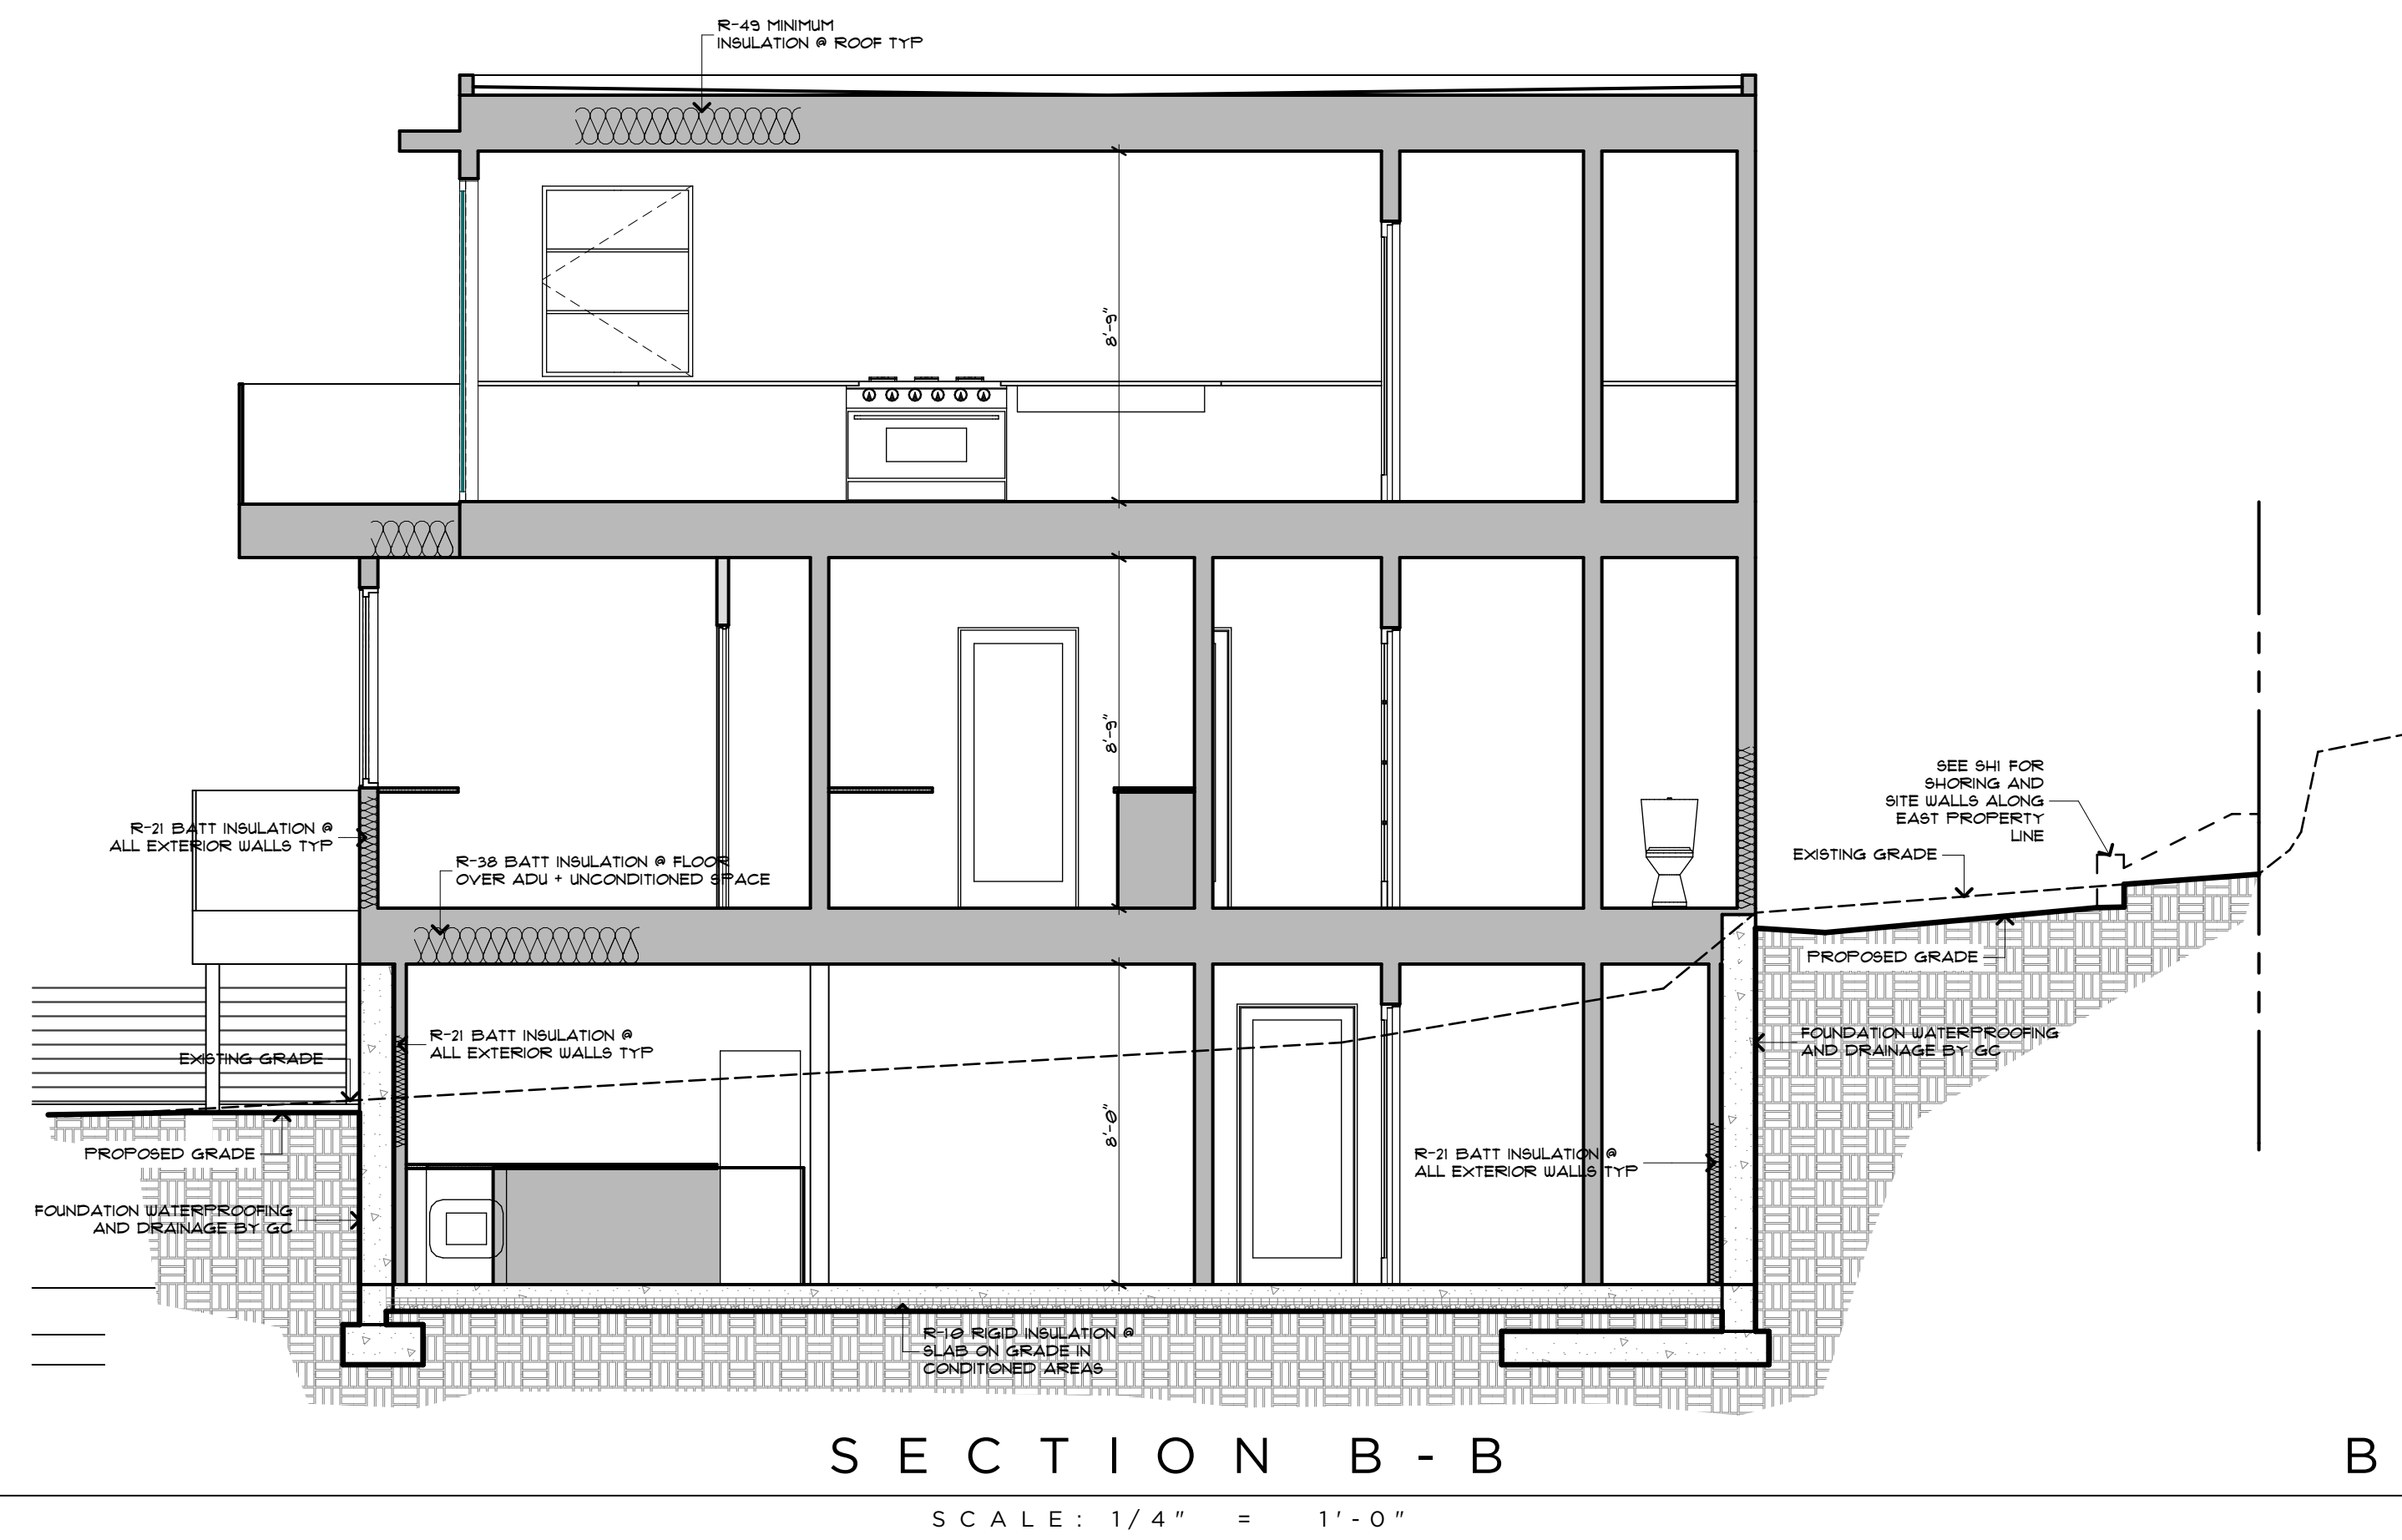 R-49 MINIMUM
INSULATION @ ROOF TYP
8'-9"
8'-9"
SEE SH1 FOR
SHORING AND
SITE WALLS ALONG
EAST PROPERTY
LINE
R-21 BATT INSULATION @
ALL EXTERIOR WALLS TYP
R-38 BATT INSULATION @ FLOOR
OVER ADU + UNCONDITIONED SPACE
EXISTING GRADE
PROPOSED GRADE
R-21 BATT INSULATION @
ALL EXTERIOR WALLS TYP
FOUNDATION WATERPROOFING
AND DRAINAGE BY GC
EXISTING GRADE
8'-0"
PROPOSED GRADE
R-21 BATT INSULATION @
ALL EXTERIOR WALLS TYP
FOUNDATION WATERPROOFING
AND DRAINAGE BY GC
R-10 RIGID INSULATION @
SLAB ON GRADE IN
CONDITIONED AREAS
SECTION B-B
B
SCALE: 1/4" = 1'-0"